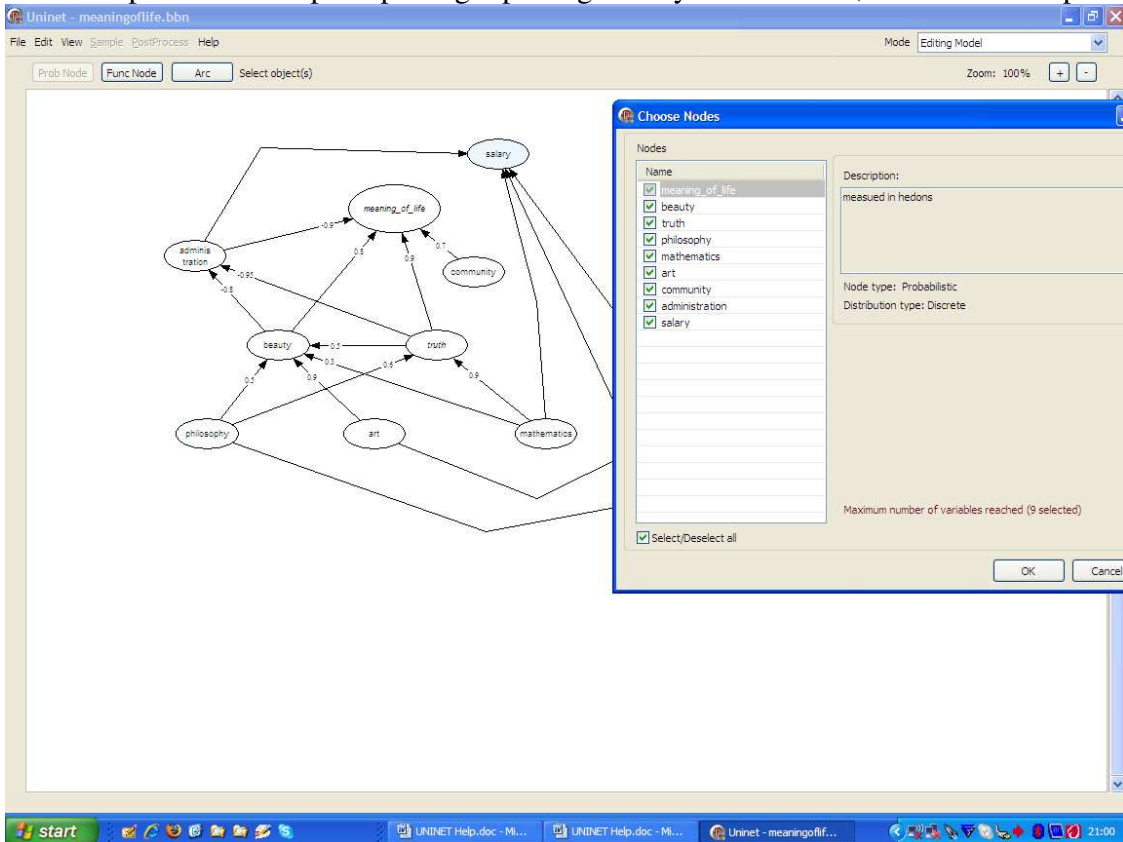 Uninet - meaningoflife.bbn
File Edit View Sample PostProcess Help
Mode Editing Model
Prob Node Func Node Arc Select object(s)
Zoom: 100% + -
salary
meaning_of_life
-0.9
adminis
tration
0.8
0.9
0.7
community
-0.95
-0.8
beauty
0.5
truth
0.3
0.6
0.9
0.9
philosophy
art
mathematics
Choose Nodes
Nodes
Name
meaning_of_life
beauty
truth
philosophy
mathematics
art
community
administration
salary
Select/Deselect all
Description:
measued in hedons
Node type: Probabilistic
Distribution type: Discrete
Maximum number of variables reached (9 selected)
OK Cancel
start
UNINET Help.doc - Mi...
UNINET Help.doc - Mi...
Uninet - meaningoflif...
21:00